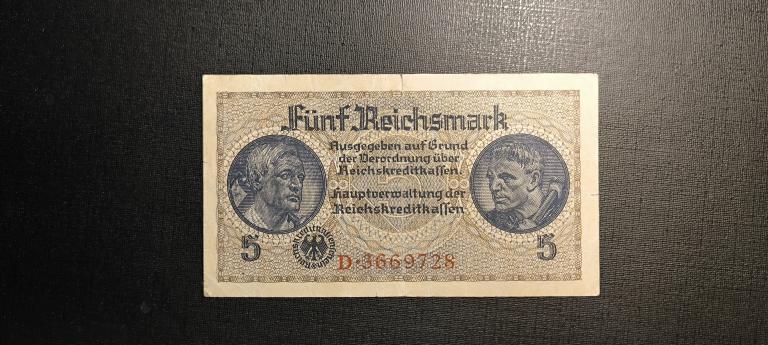 Fünf Reichsmark
Ausgegeben auf Grund
der Verordnung über
Reichskreditkassen.
Hauptverwaltung der
Reichskreditkassen
5
5
D·3669728